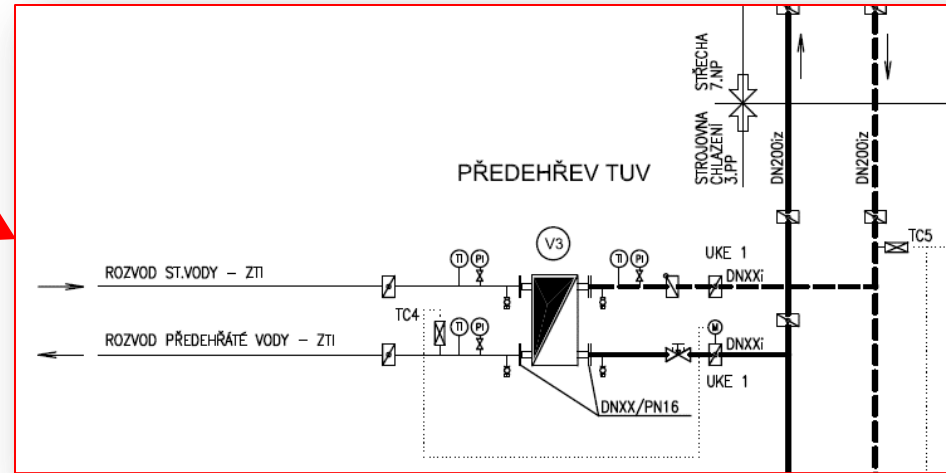 STŘECHA
7.NP
STROJOVNA
CHLAZENÍ
3.PP
DN200iz
DN200iz
PŘEDEHŘEV TUV
V3
TC5
UKE 1
TI
PI
TI
PI
ROZVOD ST.VODY – ZTI
DNXXi
TC4
TI
PI
M
ROZVOD PŘEDEHŘÁTÉ VODY – ZTI
DNXXi
UKE 1
DNXX/PN16